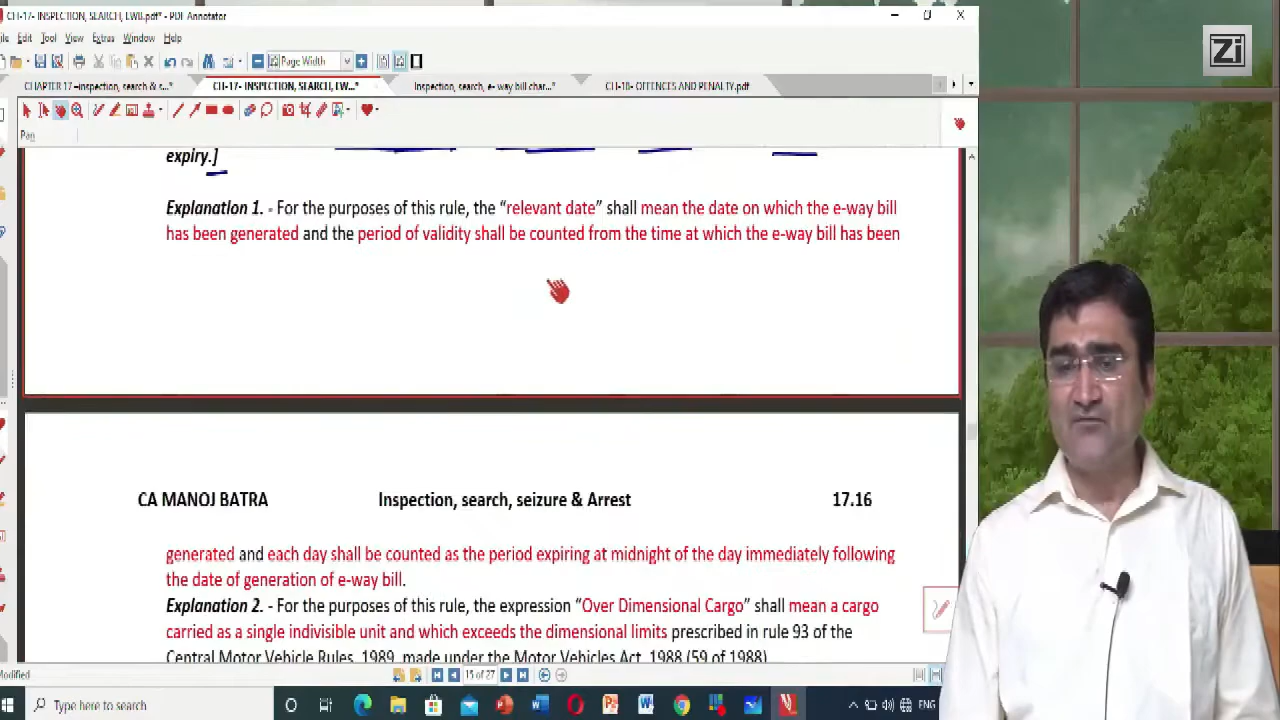 CH-17- INSPECTION, SEARCH, EWB.pdf* - PDF Annotator
Edit Tool View Extras Window Help
Page Width
CHAPTER 17 –inspection, search & s...* CH-17- INSPECTION, SEARCH, EW...* Inspection, search, e- way bill char...* CH-18- OFFENCES AND PENALTY.pdf
Pan
expiry.]
Explanation 1. - For the purposes of this rule, the “relevant date” shall mean the date on which the e-way bill
has been generated and the period of validity shall be counted from the time at which the e-way bill has been
CA MANOJ BATRA Inspection, search, seizure & Arrest 17.16
generated and each day shall be counted as the period expiring at midnight of the day immediately following
the date of generation of e-way bill.
Explanation 2. - For the purposes of this rule, the expression “Over Dimensional Cargo” shall mean a cargo
carried as a single indivisible unit and which exceeds the dimensional limits prescribed in rule 93 of the
Central Motor Vehicle Rules, 1989, made under the Motor Vehicles Act, 1988 (59 of 1988)
15 of 27
Type here to search
ENG
Zi